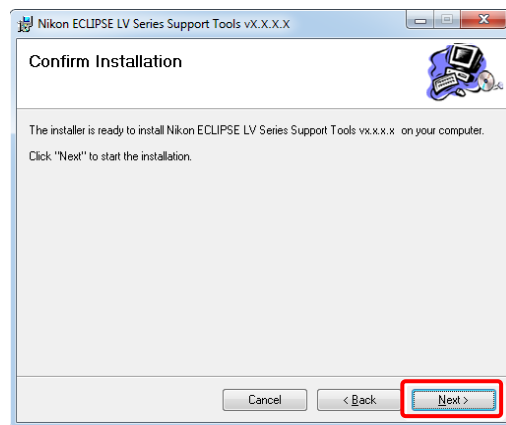 Nikon ECLIPSE LV Series Support Tools vX.X.X.X
Confirm Installation
The installer is ready to install Nikon ECLIPSE LV Series Support Tools vx.x.x.x on your computer.
Click "Next" to start the installation.
Cancel
< Back
Next >